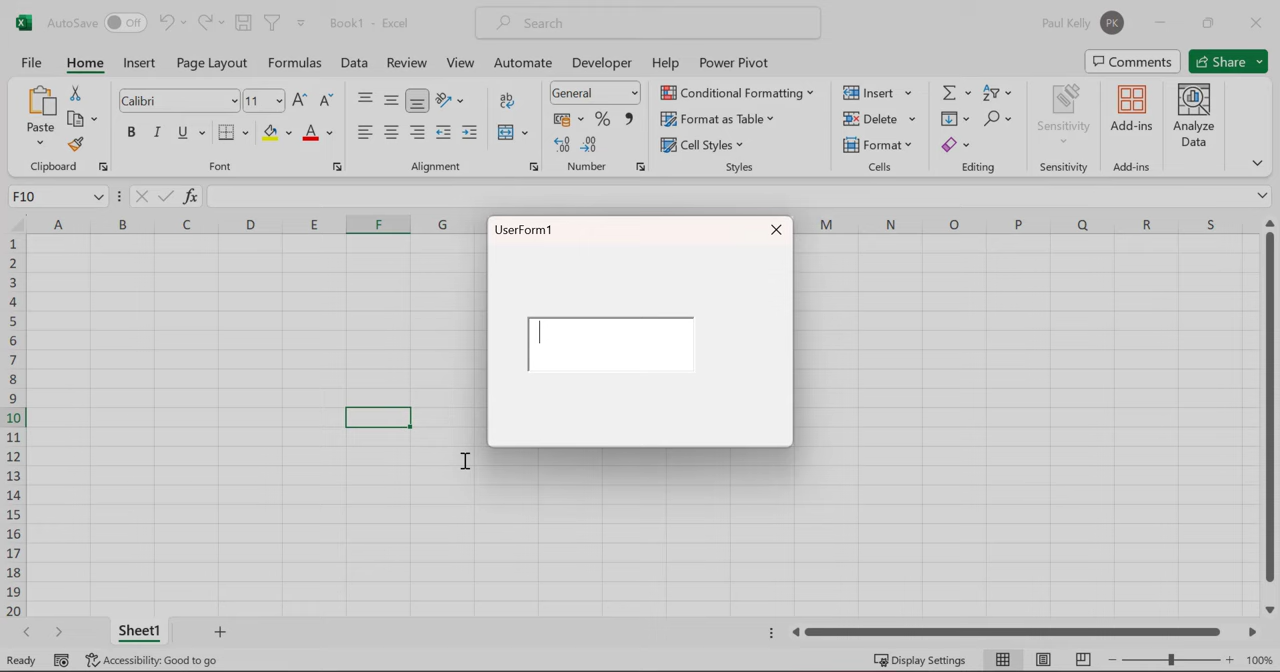 AutoSave Off Book1 - Excel Search Paul Kelly PK
File Home Insert Page Layout Formulas Data Review View Automate Developer Help Power Pivot Comments Share
Paste
Clipboard
Calibri 11 A A
B I U A
Font
ab
Alignment
General
% ,
Number
Conditional Formatting
Format as Table
Cell Styles
Styles
Insert
Delete
Format
Cells
Editing
Sensitivity
Sensitivity
Add-ins
Add-ins
Analyze
Data
F10 fx
A B C D E F G M N O P Q R S
1
2
3
4
5
6
7
8
9
10
11
12
13
14
15
16
17
18
19
20
UserForm1
Sheet1
Ready Accessibility: Good to go Display Settings 100%